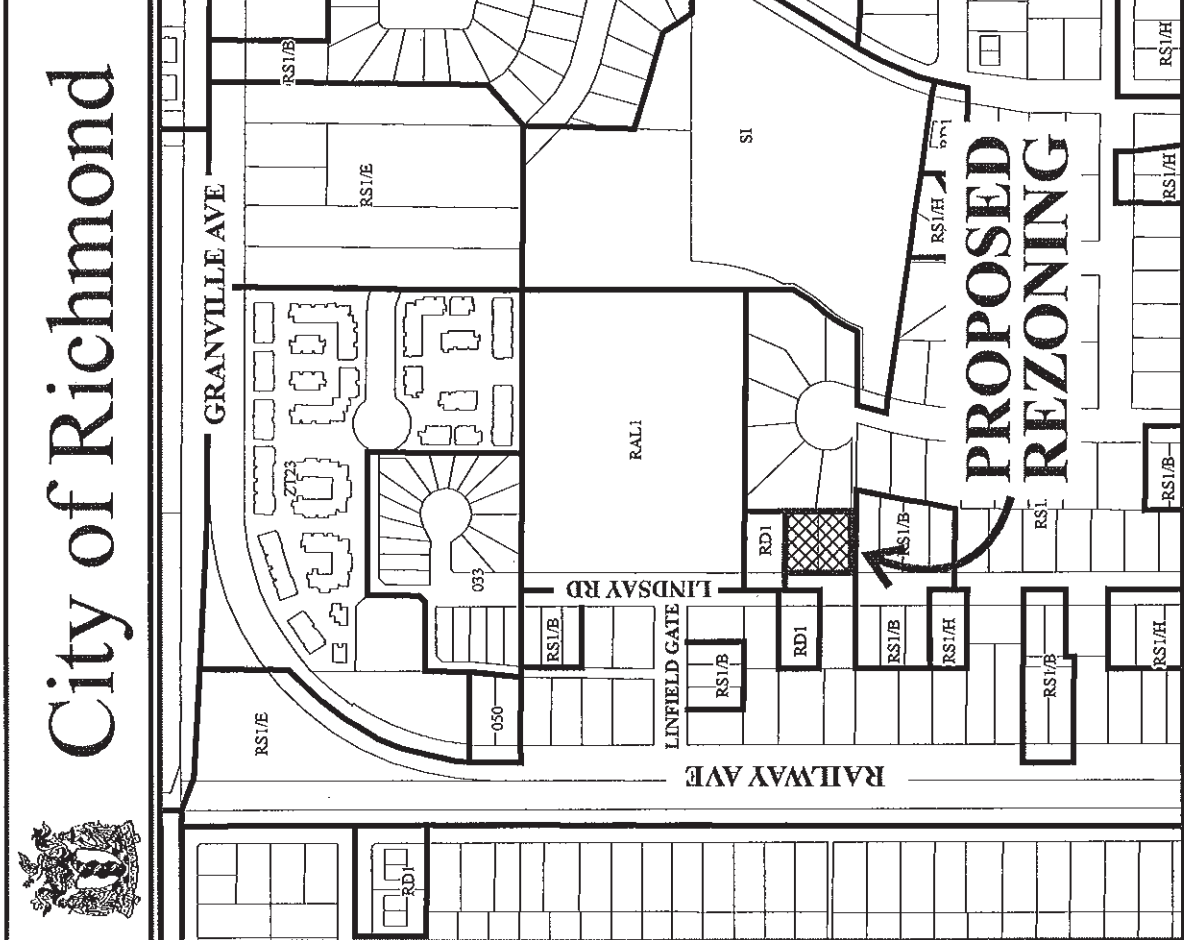 City of Richmond
GRANVILLE AVE
RS1/B
RS1/E
ZT23
033
SI
RAL1
RS1/E
050
LINDSAY RD
LINFIELD GATE
RAILWAY AVE
RS1/B
RS1/B
RD1
RD1
RS1/B
RS1/B
RS1/H
RS1/B
RS1/H
RS1/B
RS1/H
RS1/H
RS1/H
RD1
PROPOSED
REZONING